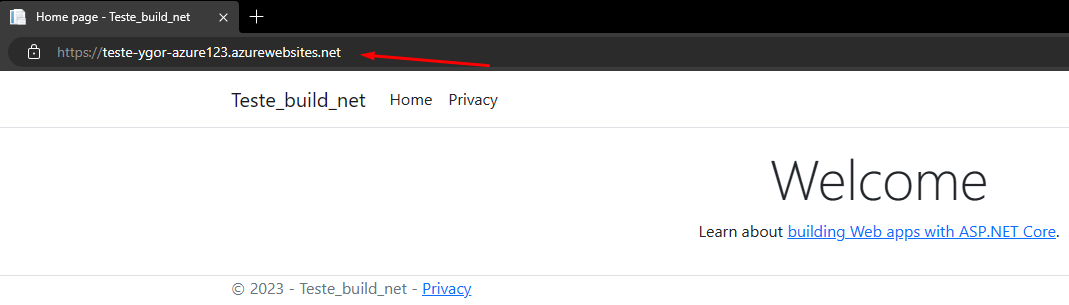 Home page - Teste_build_net
https://teste-ygor-azure123.azurewebsites.net
Teste_build_net Home Privacy
Welcome
Learn about building Web apps with ASP.NET Core.
© 2023 - Teste_build_net - Privacy